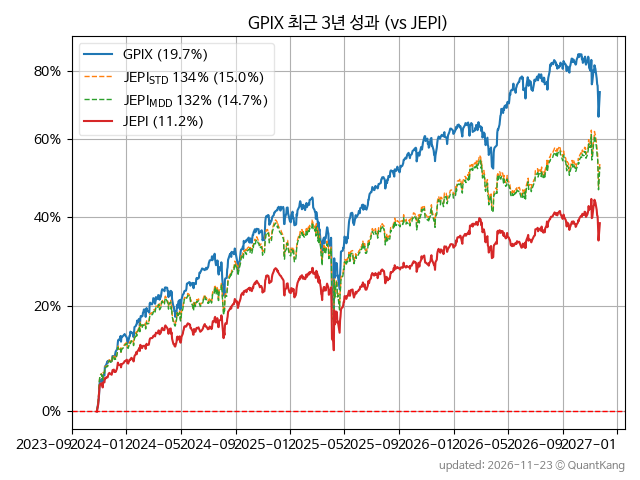 GPIX 최근 3년 성과 (vs JEPI)
GPIX (19.7%)
JEPI_STD 134% (15.0%)
JEPI_MDD 132% (14.7%)
JEPI (11.2%)
80%
60%
40%
20%
0%
2023-09 2024-01 2024-05 2024-09 2025-01 2025-05 2025-09 2026-01 2026-05 2026-09 2027-01
updated: 2026-11-23 © QuantKang